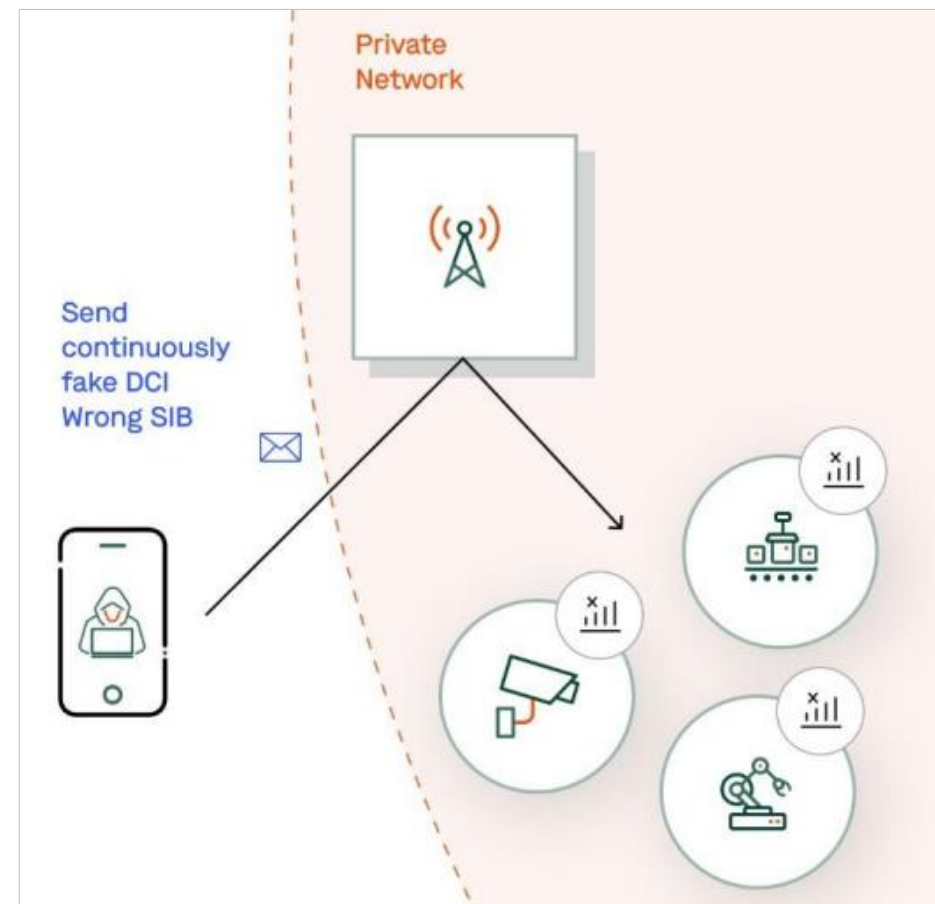 Private
Network
Send
continuously
fake DCI
Wrong SIB